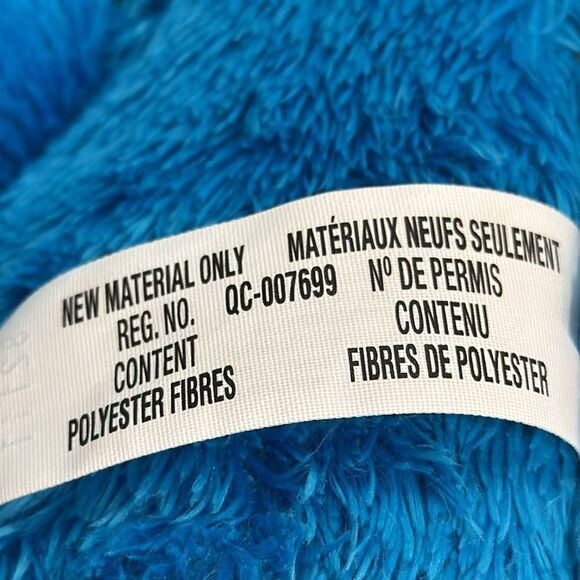 NEW MATERIAL ONLY MATÉRIAUX NEUFS SEULEMENT
REG. NO. QC-007699 Nº DE PERMIS
CONTENT CONTENU
POLYESTER FIBRES FIBRES DE POLYESTER